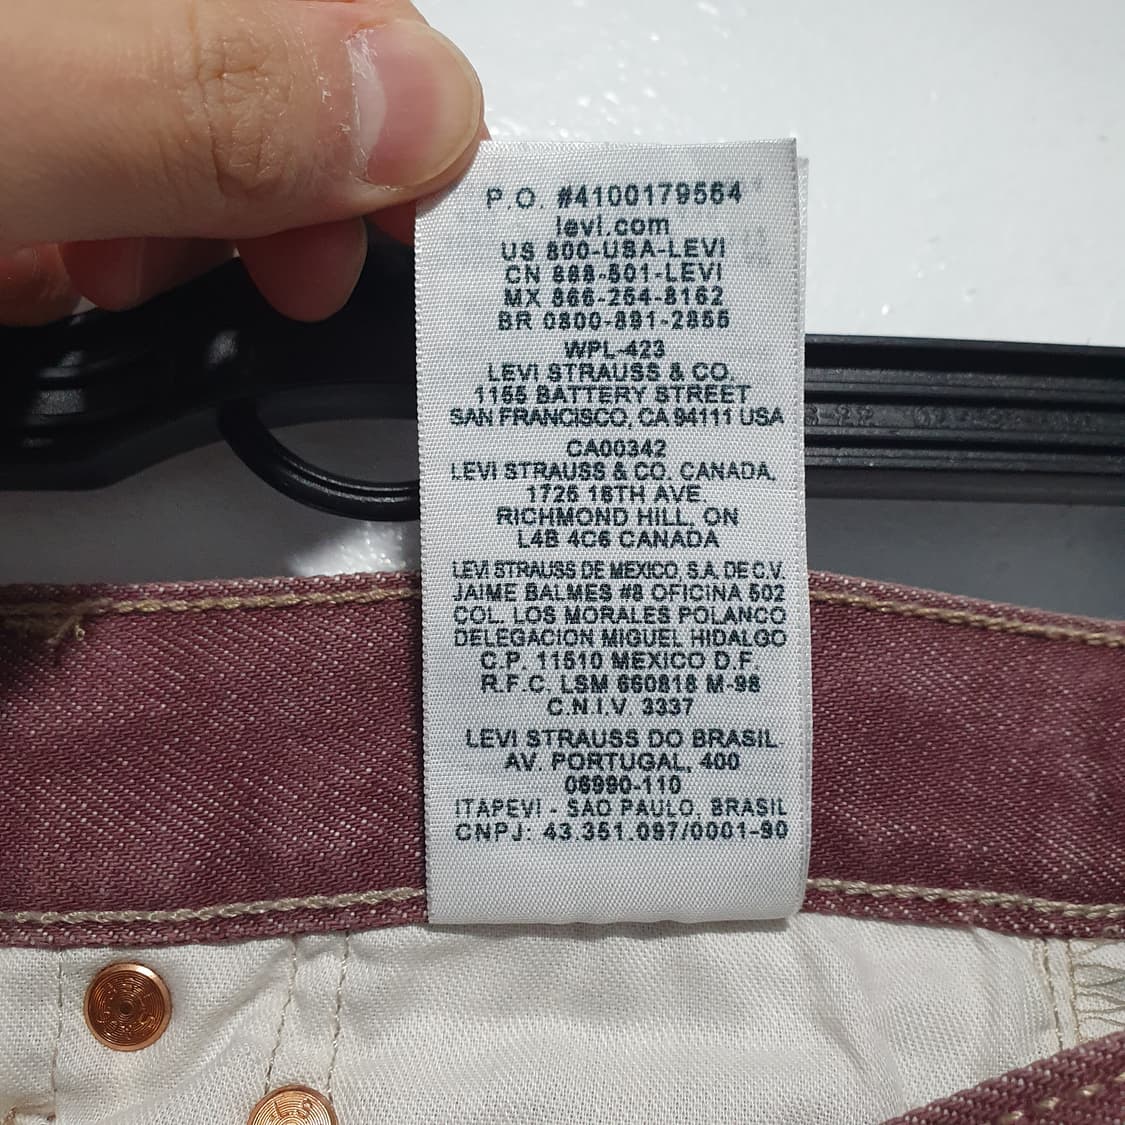 P.O. #4100179564
levi.com
US 800-USA-LEVI
CN 888-501-LEVI
MX 866-254-8162
BR 0800-891-2855
WPL-423
LEVI STRAUSS & CO.
1155 BATTERY STREET
SAN FRANCISCO, CA 94111 USA
CA00342
LEVI STRAUSS & CO. CANADA,
1725 16TH AVE.
RICHMOND HILL, ON
L4B 4C6 CANADA
LEVI STRAUSS DE MEXICO, S.A. DE C.V.
JAIME BALMES #8 OFICINA 502
COL. LOS MORALES POLANCO
DELEGACION MIGUEL HIDALGO
C.P. 11510 MEXICO D.F.
R.F.C. LSM 660818 M-98
C.N.I.V. 3337
LEVI STRAUSS DO BRASIL
AV. PORTUGAL, 400
06690-110
ITAPEVI - SAO PAULO, BRASIL
CNPJ: 43.351.097/0001-90